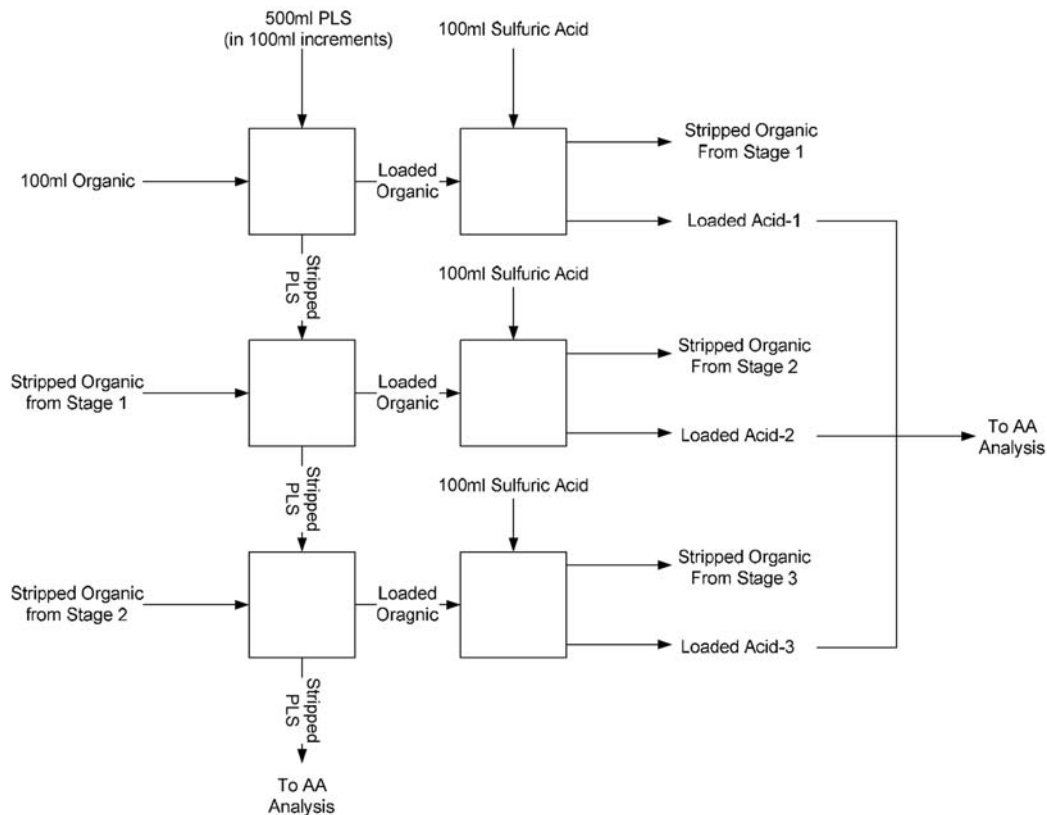 500ml PLS
(in 100ml increments)
100ml Sulfuric Acid
100ml Organic
Loaded
Organic
Stripped Organic
From Stage 1
Loaded Acid-1
Stripped
PLS
100ml Sulfuric Acid
Stripped Organic
from Stage 1
Loaded
Organic
Stripped Organic
From Stage 2
Loaded Acid-2
To AA
Analysis
Stripped
PLS
100ml Sulfuric Acid
Stripped Organic
from Stage 2
Loaded
Oragnic
Stripped Organic
From Stage 3
Loaded Acid-3
Stripped
PLS
To AA
Analysis